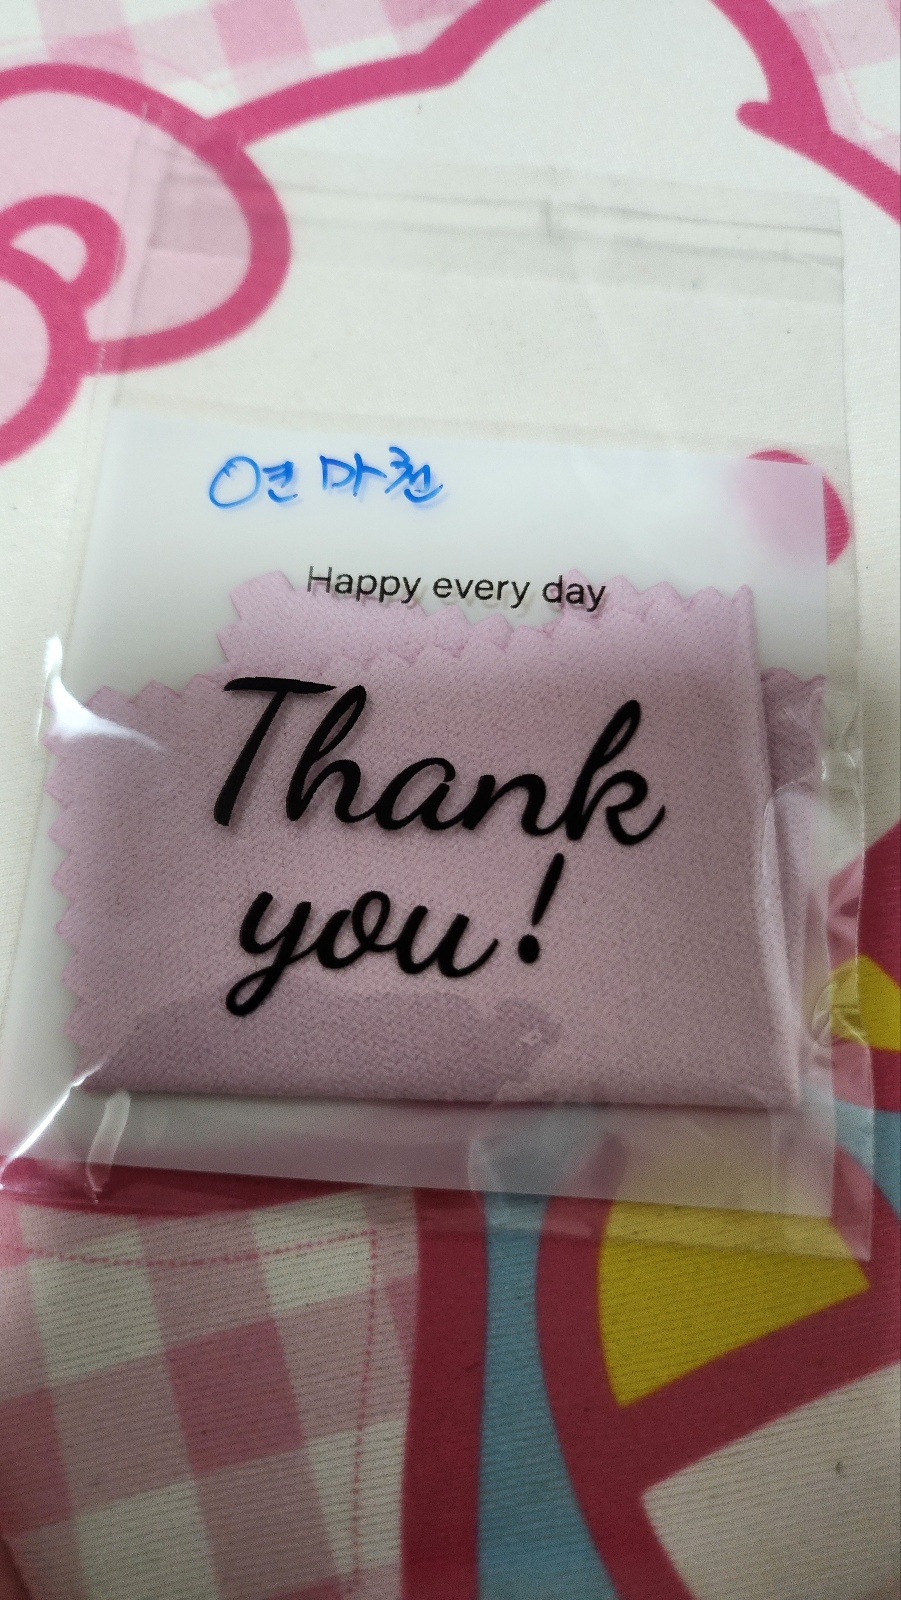 연마천
Happy every day
Thank
you!